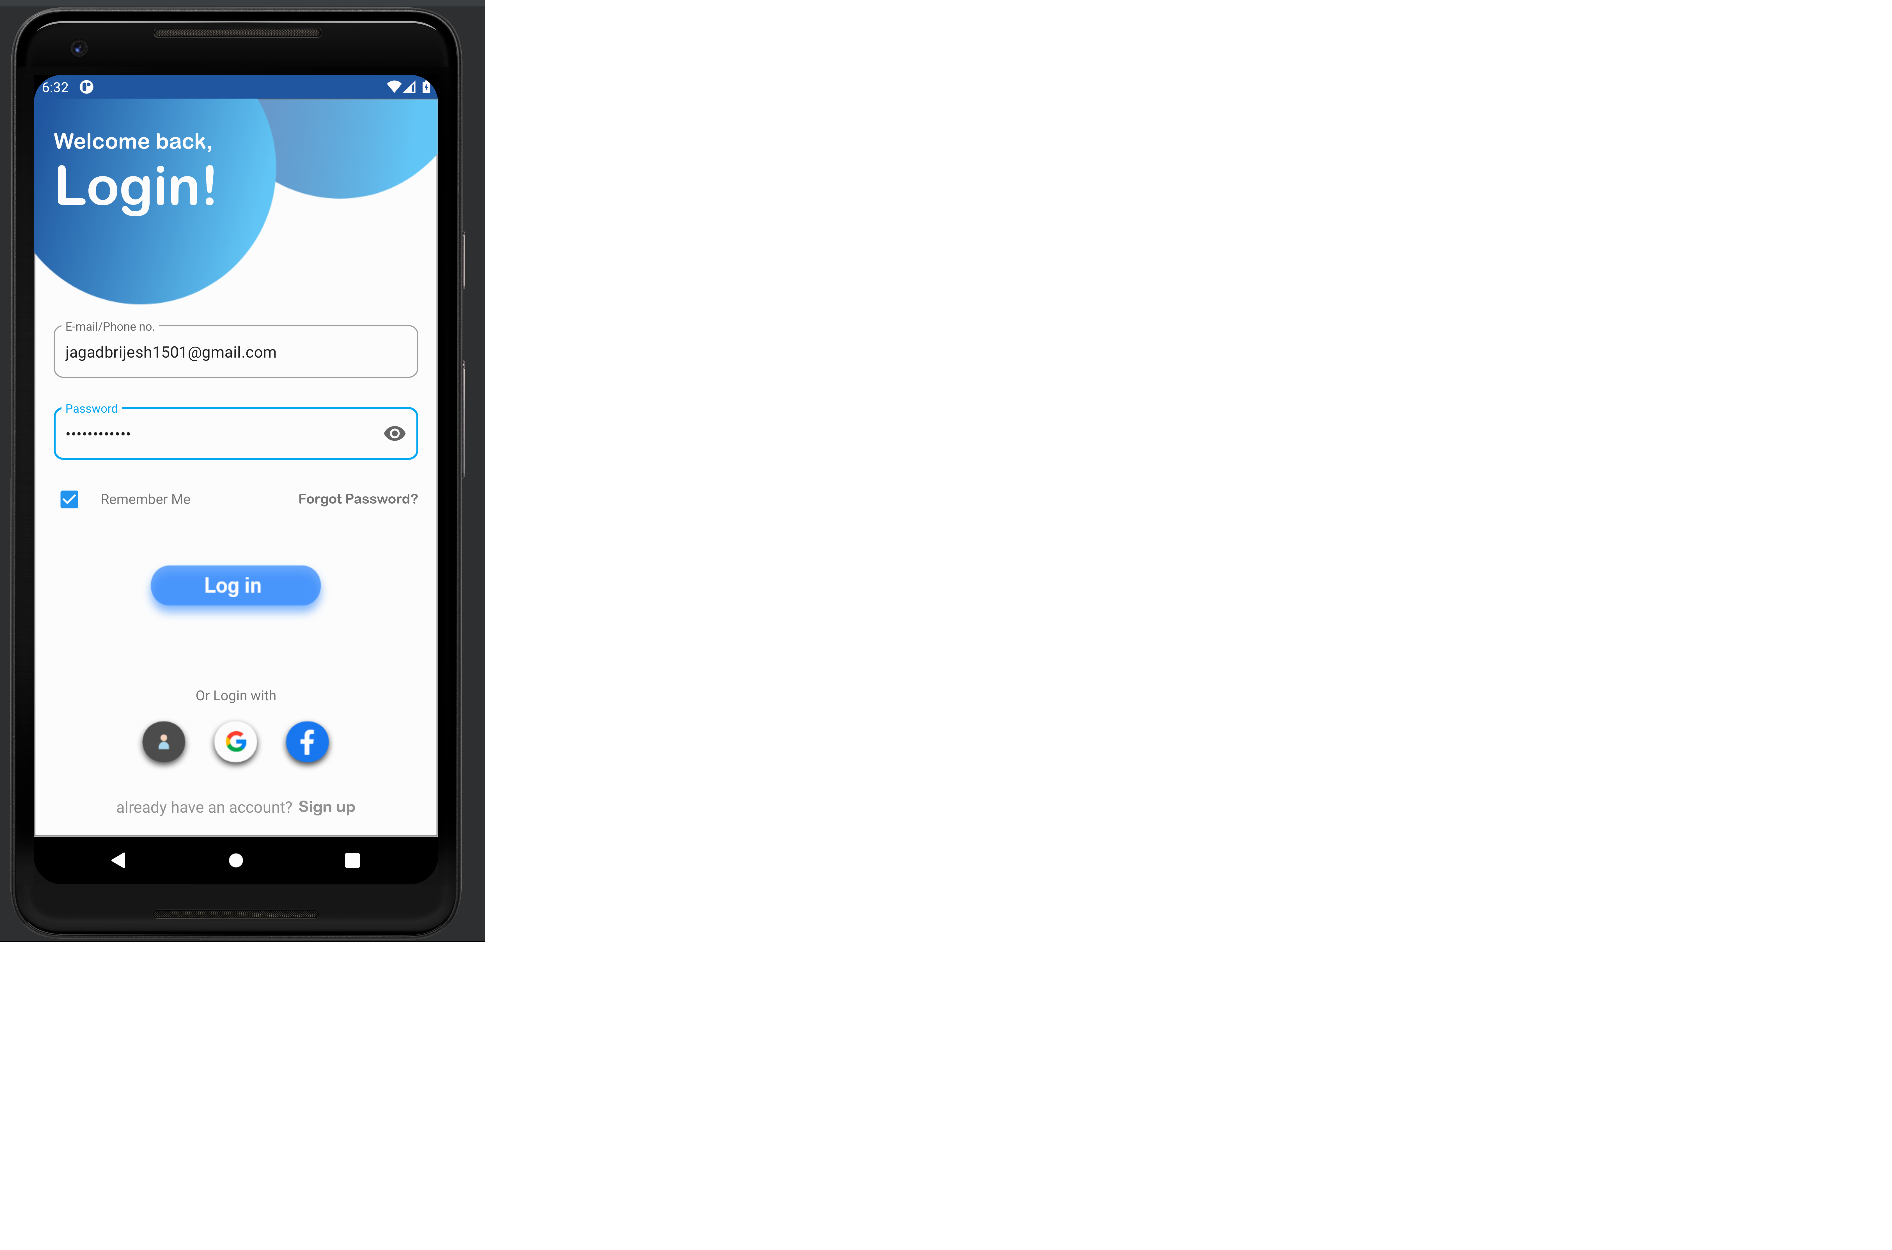 6:32
Welcome back,
Login!
E-mail/Phone no.
jagadbrijesh1501@gmail.com
Password
••••••••••••
Remember Me
Forgot Password?
Log in
Or Login with
already have an account? Sign up